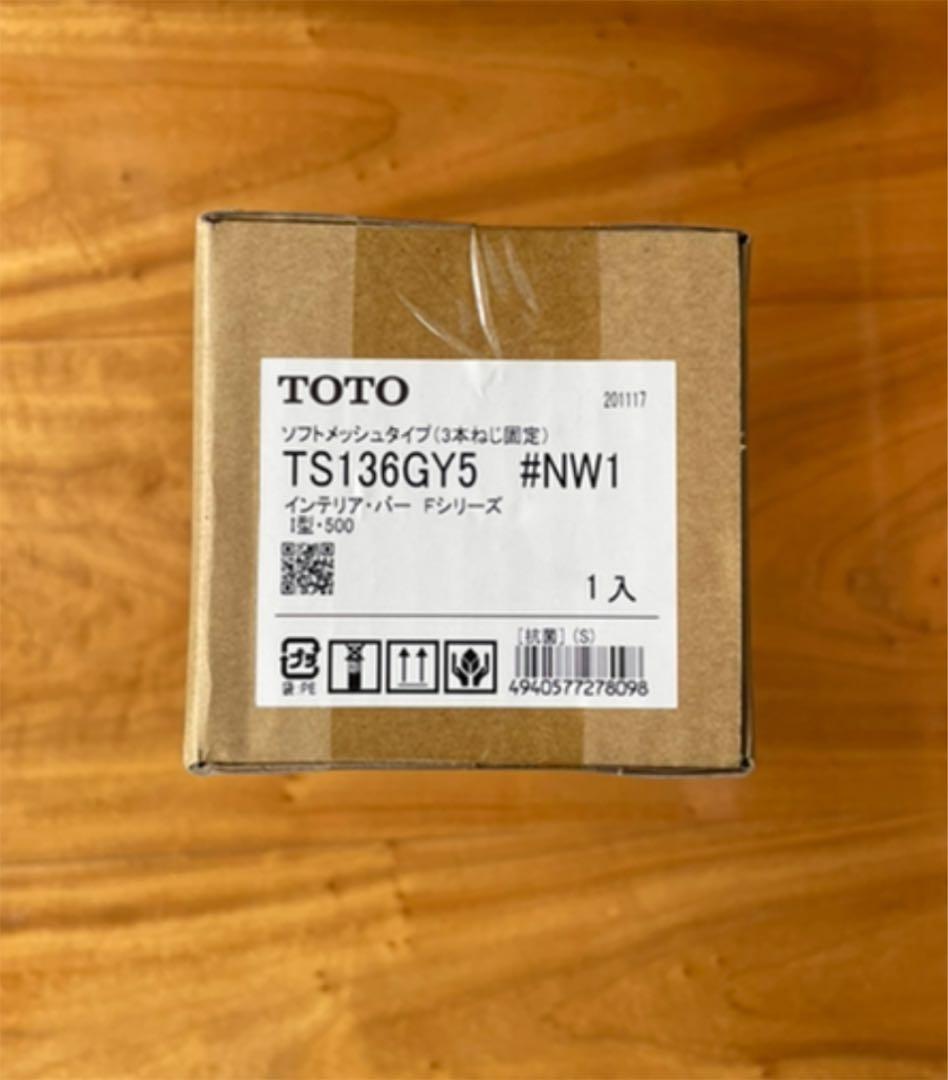 TOTO
201117
ソフトメッシュタイプ(3本ねじ固定)
TS136GY5 #NW1
インテリア・バー Fシリーズ
I型・500
1入
[抗菌](S)
プラ
袋:PE
4940577278098